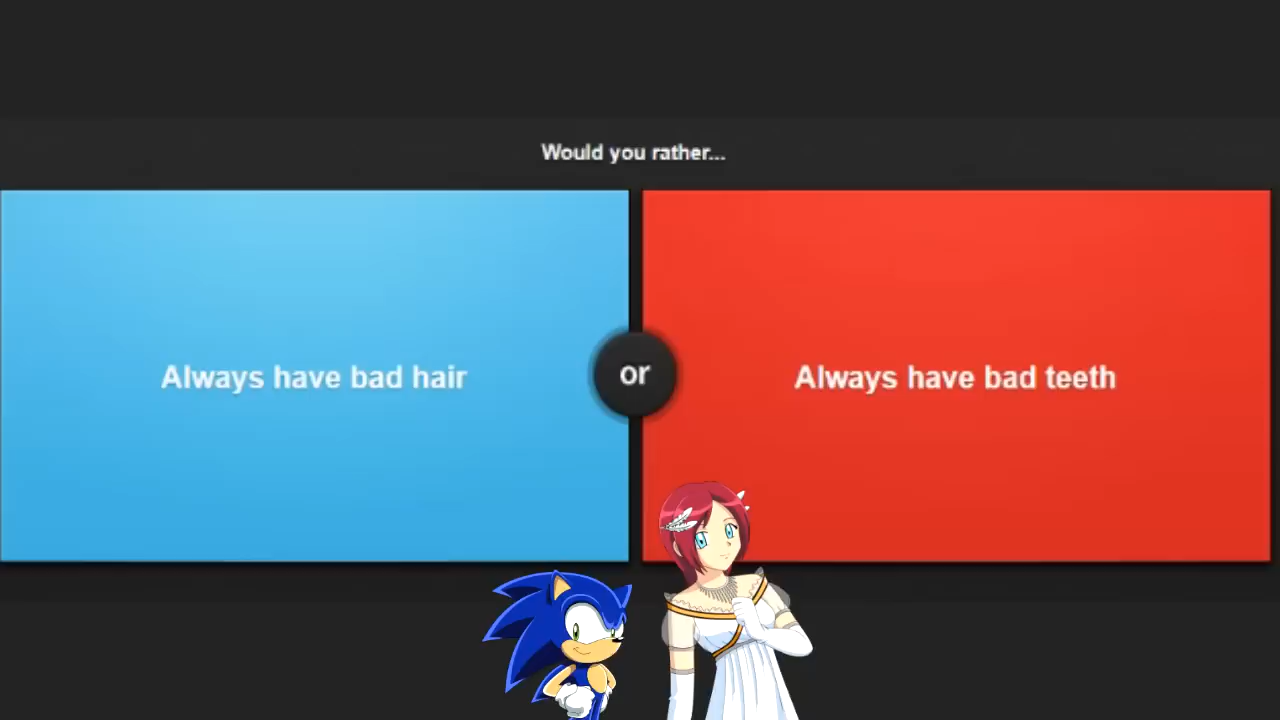 Would you rather...
Always have bad hair
or
Always have bad teeth